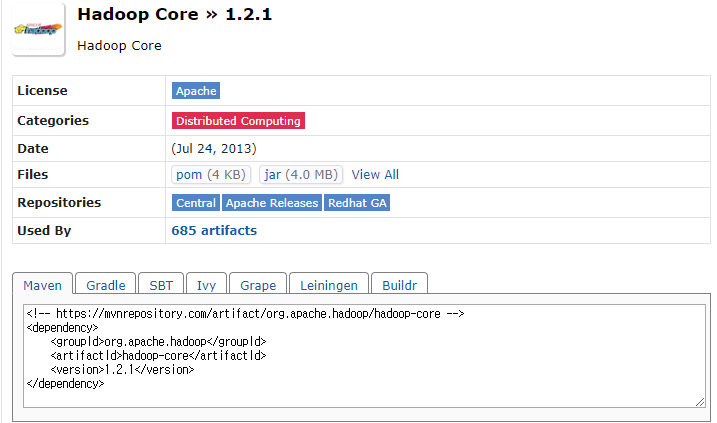 Hadoop Core » 1.2.1
Hadoop Core
License Apache
Categories Distributed Computing
Date (Jul 24, 2013)
Files pom (4 KB) jar (4.0 MB) View All
Repositories Central Apache Releases Redhat GA
Used By 685 artifacts
Maven Gradle SBT Ivy Grape Leiningen Buildr
<!-- https://mvnrepository.com/artifact/org.apache.hadoop/hadoop-core -->
<dependency>
    <groupId>org.apache.hadoop</groupId>
    <artifactId>hadoop-core</artifactId>
    <version>1.2.1</version>
</dependency>